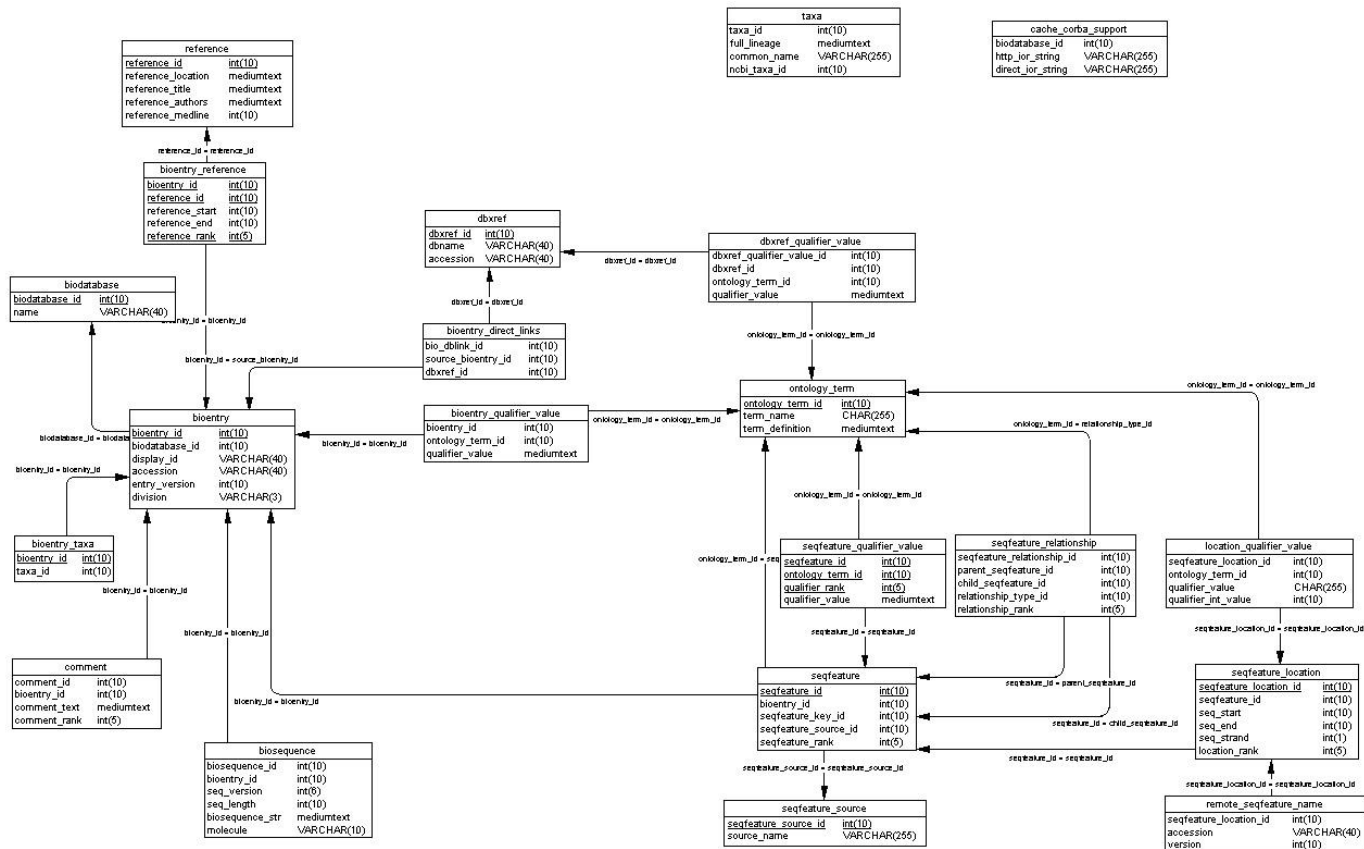 taxa
taxa_id int(10)
full_lineage mediumtext
common_name VARCHAR(255)
ncbi_taxa_id int(10)
cache_corba_support
biodatabase_id int(10)
http_ior_string VARCHAR(255)
direct_ior_string VARCHAR(255)
reference
reference_id int(10)
reference_location mediumtext
reference_title mediumtext
reference_authors mediumtext
reference_medline int(10)
reference_id = reference_id
bioentry_reference
bioentry_id int(10)
reference_id int(10)
reference_start int(10)
reference_end int(10)
reference_rank int(5)
dbxref
dbxref_id int(10)
dbname VARCHAR(40)
accession VARCHAR(40)
dbxref_id = dbxref_id
dbxref_qualifier_value
dbxref_qualifier_value_id int(10)
dbxref_id int(10)
ontology_term_id int(10)
qualifier_value mediumtext
biodatabase
biodatabase_id int(10)
name VARCHAR(40)
bioentry_id = bioentry_id
dbxref_id = dbxref_id
bioentry_direct_links
bio_dblink_id int(10)
source_bioentry_id int(10)
dbxref_id int(10)
bioentry_id = source_bioentry_id
ontology_term_id = ontology_term_id
ontology_term
ontology_term_id int(10)
term_name CHAR(255)
term_definition mediumtext
ontology_term_id = ontology_term_id
bioentry
bioentry_id int(10)
biodatabase_id int(10)
display_id VARCHAR(40)
accession VARCHAR(40)
entry_version int(10)
division VARCHAR(3)
biodatabase_id = biodata
bioentry_qualifier_value
bioentry_id int(10)
ontology_term_id int(10)
qualifier_value mediumtext
bioentry_id = bioentry_id
ontology_term_id = ontology_term_id
ontology_term_id = relationship_type_id
bioentry_id = bioentry_id
ontology_term_id = ontology_term_id
bioentry_taxa
bioentry_id int(10)
taxa_id int(10)
ontology_term_id = seq
seqfeature_qualifier_value
seqfeature_id int(10)
ontology_term_id int(10)
qualifier_rank int(5)
qualifier_value mediumtext
seqfeature_relationship
seqfeature_relationship_id int(10)
parent_seqfeature_id int(10)
child_seqfeature_id int(10)
relationship_type_id int(10)
relationship_rank int(5)
location_qualifier_value
seqfeature_location_id int(10)
ontology_term_id int(10)
qualifier_value CHAR(255)
qualifier_int_value int(10)
bioentry_id = bioentry_id
bioentry_id = bioentry_id
seqfeature_id = seqfeature_id
seqfeature_location_id = seqfeature_location_id
comment
comment_id int(10)
bioentry_id int(10)
comment_text mediumtext
comment_rank int(5)
bioentry_id = bioentry_id
seqfeature
seqfeature_id int(10)
bioentry_id int(10)
seqfeature_key_id int(10)
seqfeature_source_id int(10)
seqfeature_rank int(5)
seqfeature_id = parent_seqfeature_id
seqfeature_id = child_seqfeature_id
seqfeature_location
seqfeature_location_id int(10)
seqfeature_id int(10)
seq_start int(10)
seq_end int(10)
seq_strand int(1)
location_rank int(5)
seqfeature_id = seqfeature_id
biosequence
biosequence_id int(10)
bioentry_id int(10)
seq_version int(6)
seq_length int(10)
biosequence_str mediumtext
molecule VARCHAR(10)
seqfeature_source_id = seqfeature_source_id
seqfeature_source
seqfeature_source_id int(10)
source_name VARCHAR(255)
seqfeature_location_id = seqfeature_location_id
remote_seqfeature_name
seqfeature_location_id int(10)
accession VARCHAR(40)
version int(10)